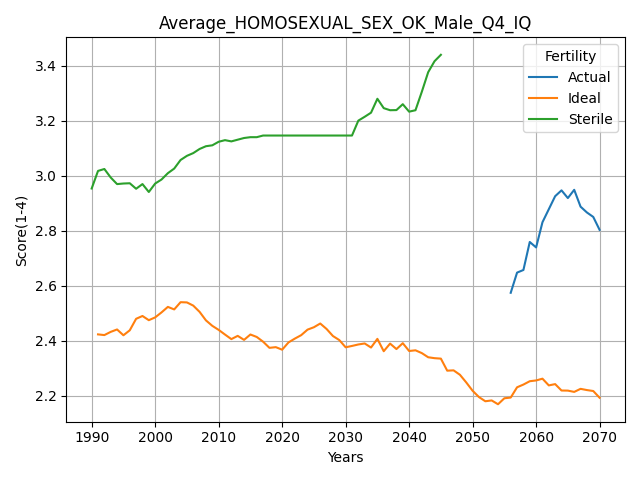 Average_HOMOSEXUAL_SEX_OK_Male_Q4_IQ
Fertility
Actual
Ideal
Sterile
Score(1-4)
3.4
3.2
3.0
2.8
2.6
2.4
2.2
1990 2000 2010 2020 2030 2040 2050 2060 2070
Years